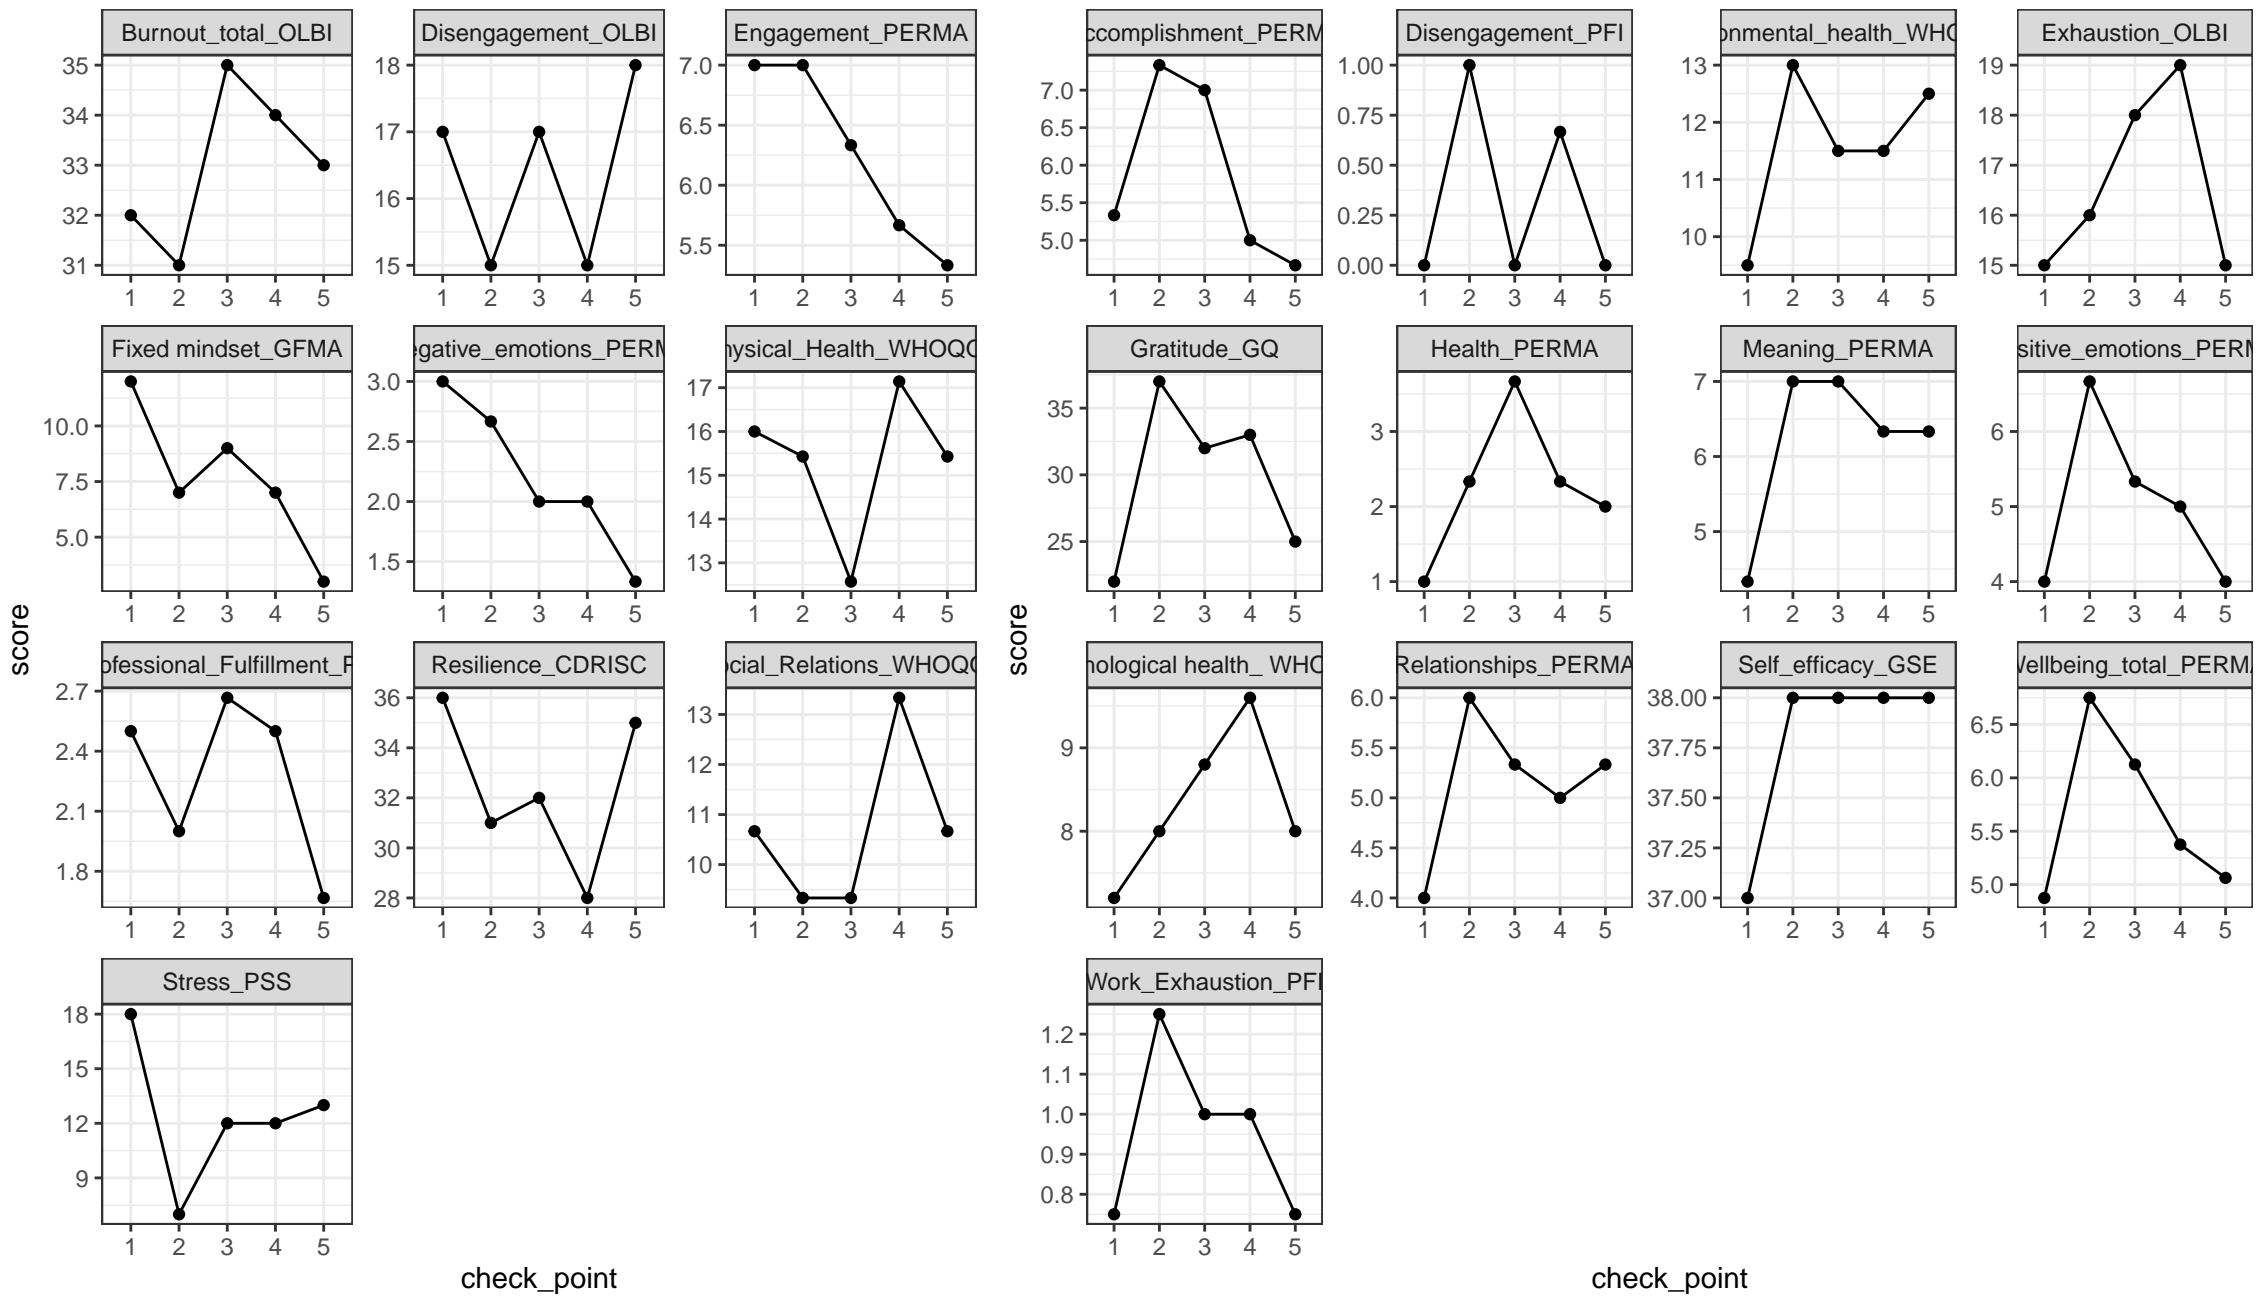 Burnout_total_OLBI
Disengagement_OLBI
Engagement_PERMA
35
34
33
32
31
1 2 3 4 5
18
17
16
15
1 2 3 4 5
7.0
6.5
6.0
5.5
1 2 3 4 5
Fixed mindset_GFMA
egative_emotions_PERM
hysical_Health_WHOQO
10.0
7.5
5.0
1 2 3 4 5
3.0
2.5
2.0
1.5
1 2 3 4 5
17
16
15
14
13
1 2 3 4 5
score
ofessional_Fulfillment_P
Resilience_CDRISC
ocial_Relations_WHOQO
2.7
2.4
2.1
1.8
1 2 3 4 5
36
34
32
30
28
1 2 3 4 5
13
12
11
10
1 2 3 4 5
Stress_PSS
18
15
12
9
1 2 3 4 5
check_point
ccomplishment_PERM
Disengagement_PFI
onmental_health_WHO
Exhaustion_OLBI
7.0
6.5
6.0
5.5
5.0
1 2 3 4 5
1.00
0.75
0.50
0.25
0.00
1 2 3 4 5
13
12
11
10
1 2 3 4 5
19
18
17
16
15
1 2 3 4 5
Gratitude_GQ
Health_PERMA
Meaning_PERMA
sitive_emotions_PERM
35
30
25
1 2 3 4 5
3
2
1
1 2 3 4 5
7
6
5
1 2 3 4 5
6
5
4
1 2 3 4 5
score
hological health_ WHO
Relationships_PERMA
Self_efficacy_GSE
Wellbeing_total_PERMA
9
8
1 2 3 4 5
6.0
5.5
5.0
4.5
4.0
1 2 3 4 5
38.00
37.75
37.50
37.25
37.00
1 2 3 4 5
6.5
6.0
5.5
5.0
1 2 3 4 5
Work_Exhaustion_PFI
1.2
1.1
1.0
0.9
0.8
1 2 3 4 5
check_point